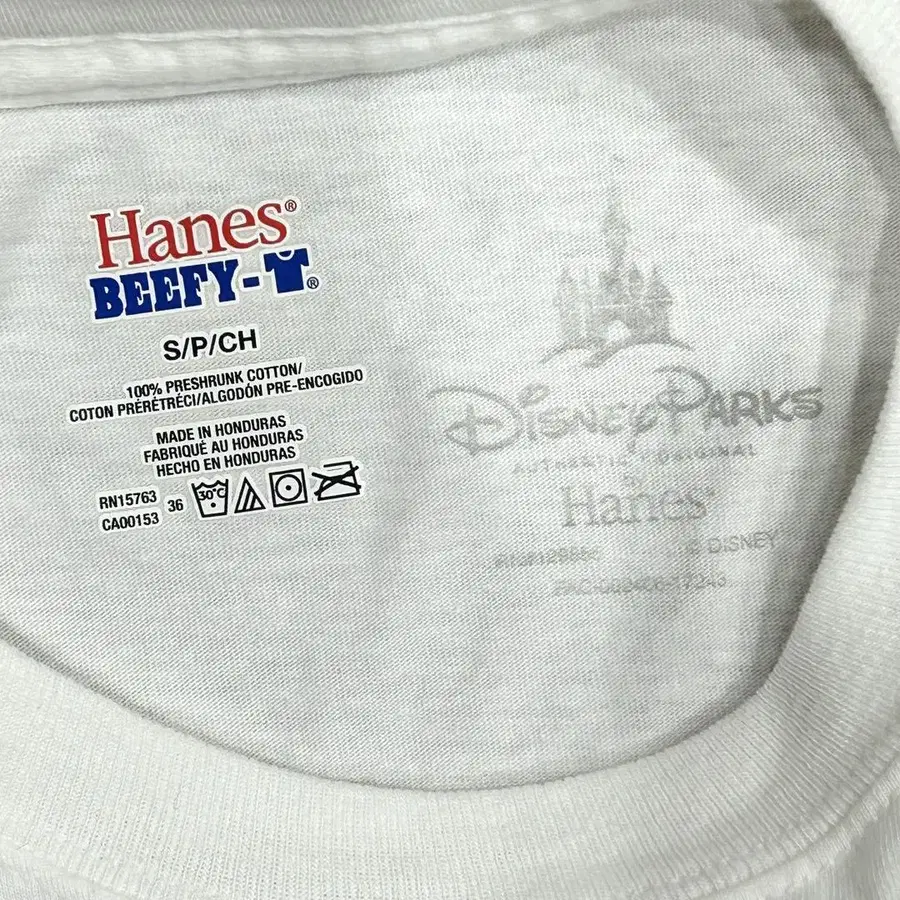 Hanes®
BEEFY-T®
S/P/CH
100% PRESHRUNK COTTON/
COTON PRÉRÉTRÉCI/ALGODÓN PRE-ENCOGIDO
MADE IN HONDURAS
FABRIQUÉ AU HONDURAS
HECHO EN HONDURAS
RN15763
CA00153
36
30°C
DISNEY PARKS
AUTHENTIC ORIGINAL
Hanes®
DISNEY